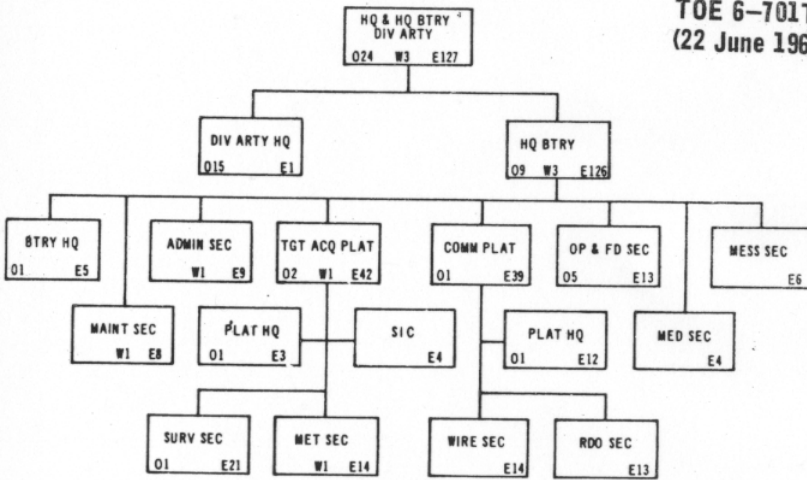 TOE 6-701T
(22 June 196
HQ & HQ BTRY
DIV ARTY
O24 W3 E127
DIV ARTY HQ
O15 E1
HQ BTRY
O9 W3 E126
BTRY HQ
O1 E5
ADMIN SEC
W1 E9
TGT ACQ PLAT
O2 W1 E42
COMM PLAT
O1 E39
OP & FD SEC
O5 E13
MESS SEC
E6
MAINT SEC
W1 E8
PLAT HQ
O1 E3
SIC
E4
PLAT HQ
O1 E12
MED SEC
E4
SURV SEC
O1 E21
MET SEC
W1 E14
WIRE SEC
E14
RDO SEC
E13